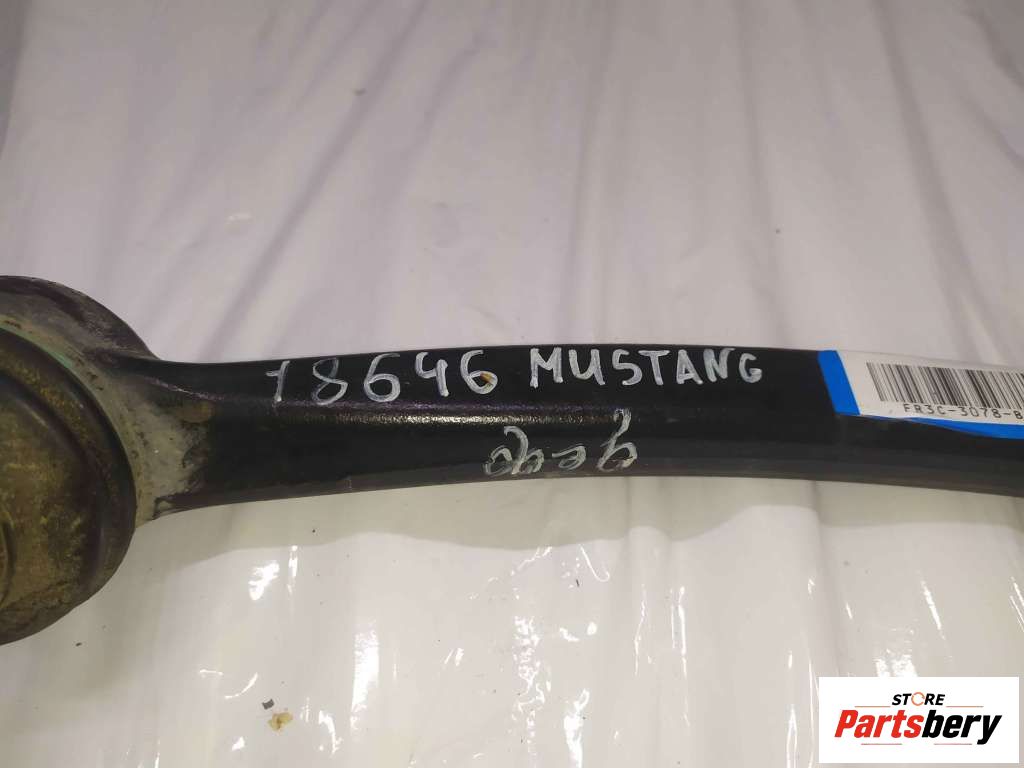 18646 MUSTANG
FR3C-3078-B
STORE
Partsbery